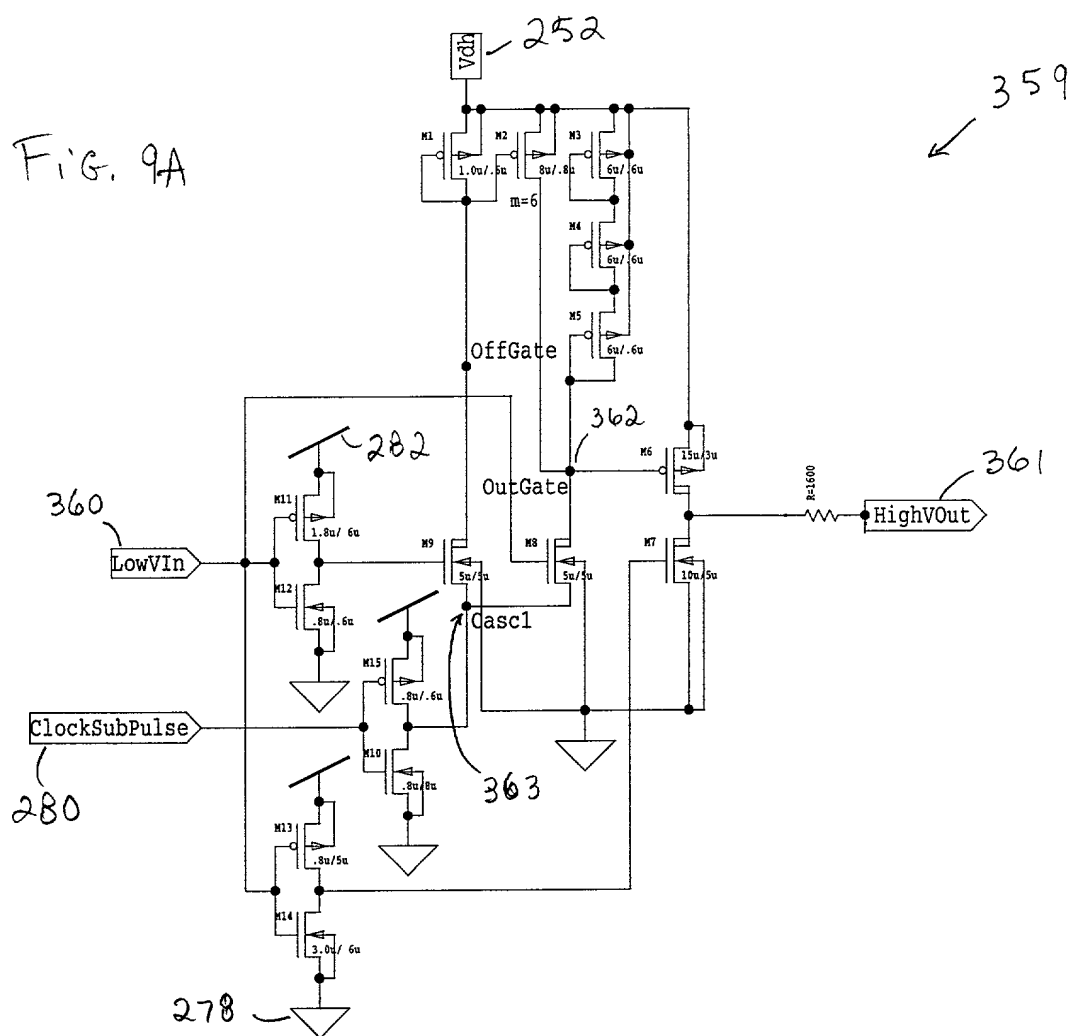 Fig. 9A
Vdh
252
359
M1
1.0u/.6u
M2
8u/.8u
m=6
M3
6u/.6u
M4
6u/.6u
M5
6u/.6u
OffGate
362
OutGate
M6
15u/3u
R=1600
361
HighVOut
282
M11
1.8u/ 6u
360
LowVIn
M12
.8u/.6u
M9
5u/5u
M8
5u/5u
M7
10u/5u
Casc1
363
M15
.8u/.6u
ClockSubPulse
280
M10
.8u/8u
M13
.8u/5u
M14
3.0u/ 6u
278